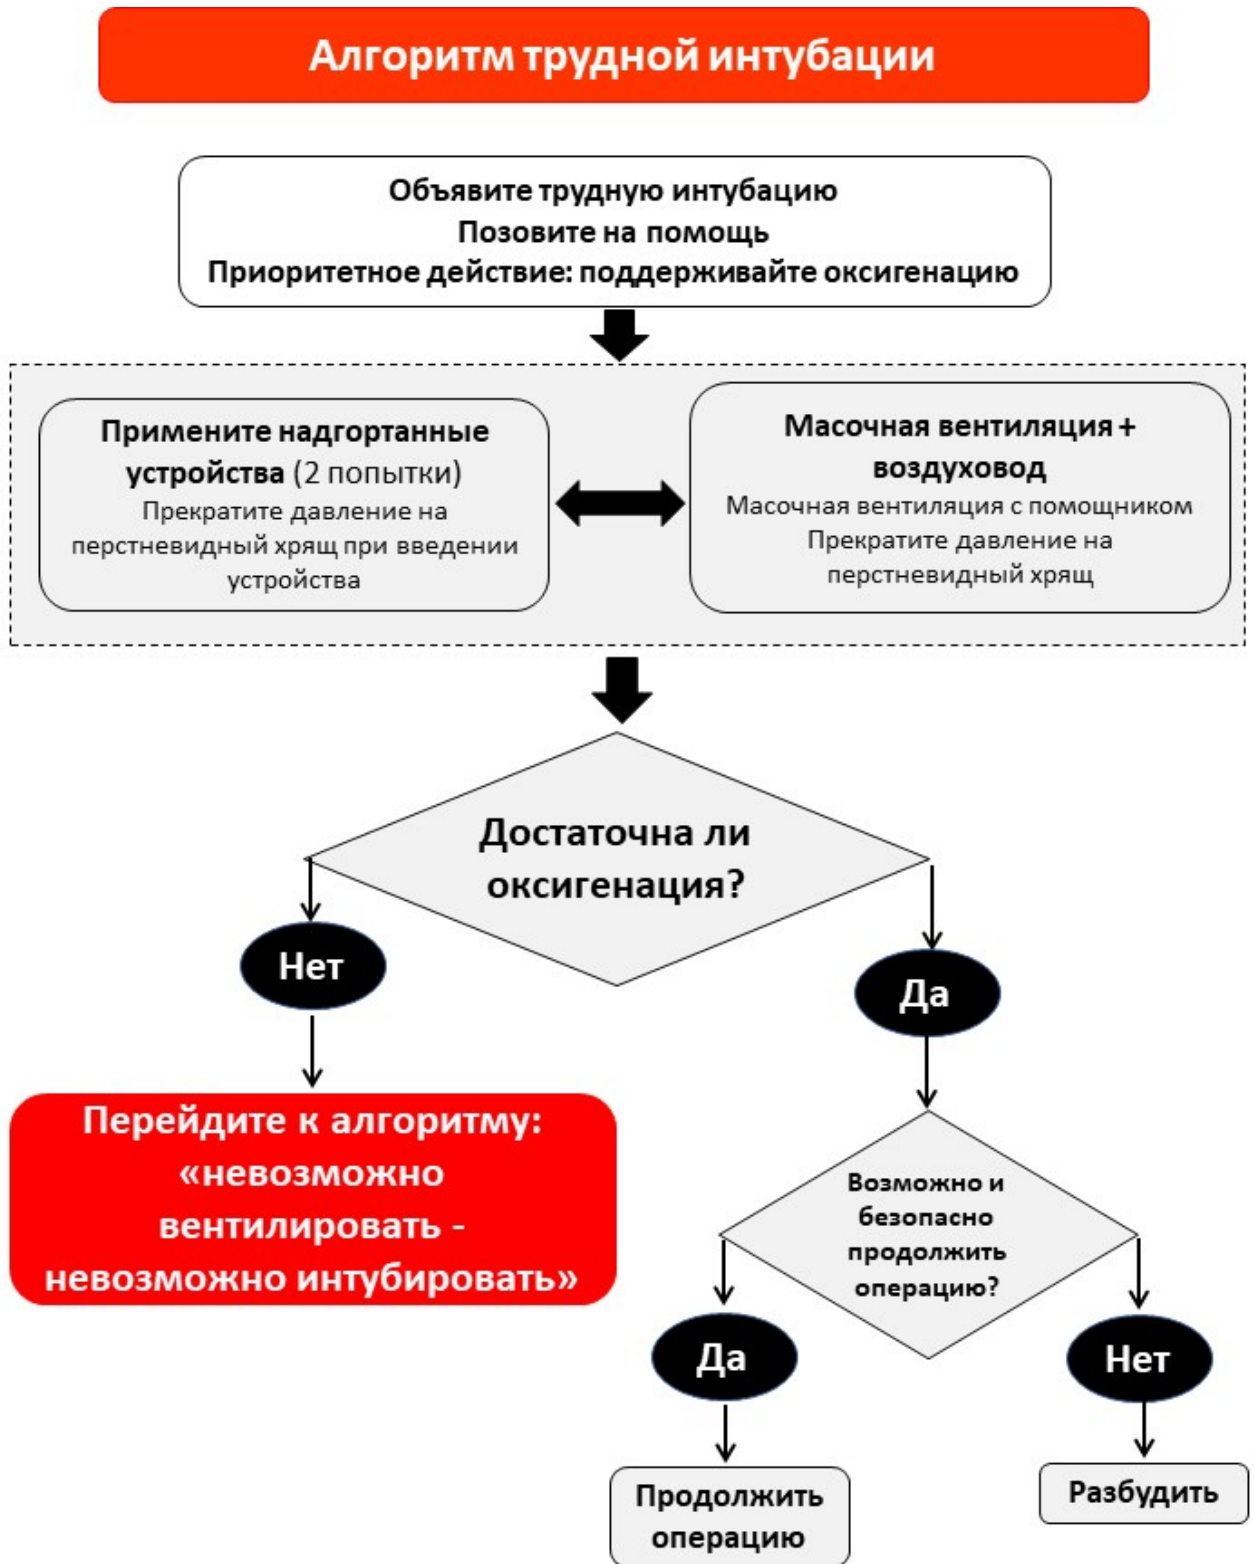 Алгоритм трудной интубации
Объявите трудную интубацию
Позовите на помощь
Приоритетное действие: поддерживайте оксигенацию
Примените надгортанные
устройства (2 попытки)
Прекратите давление на
перстневидный хрящ при введении
устройства
Масочная вентиляция +
воздуховод
Масочная вентиляция с помощником
Прекратите давление на
перстневидный хрящ
Достаточна ли
оксигенация?
Нет
Да
Перейдите к алгоритму:
«невозможно
вентилировать -
невозможно интубировать»
Возможно и
безопасно
продолжить
операцию?
Да
Нет
Продолжить
операцию
Разбудить